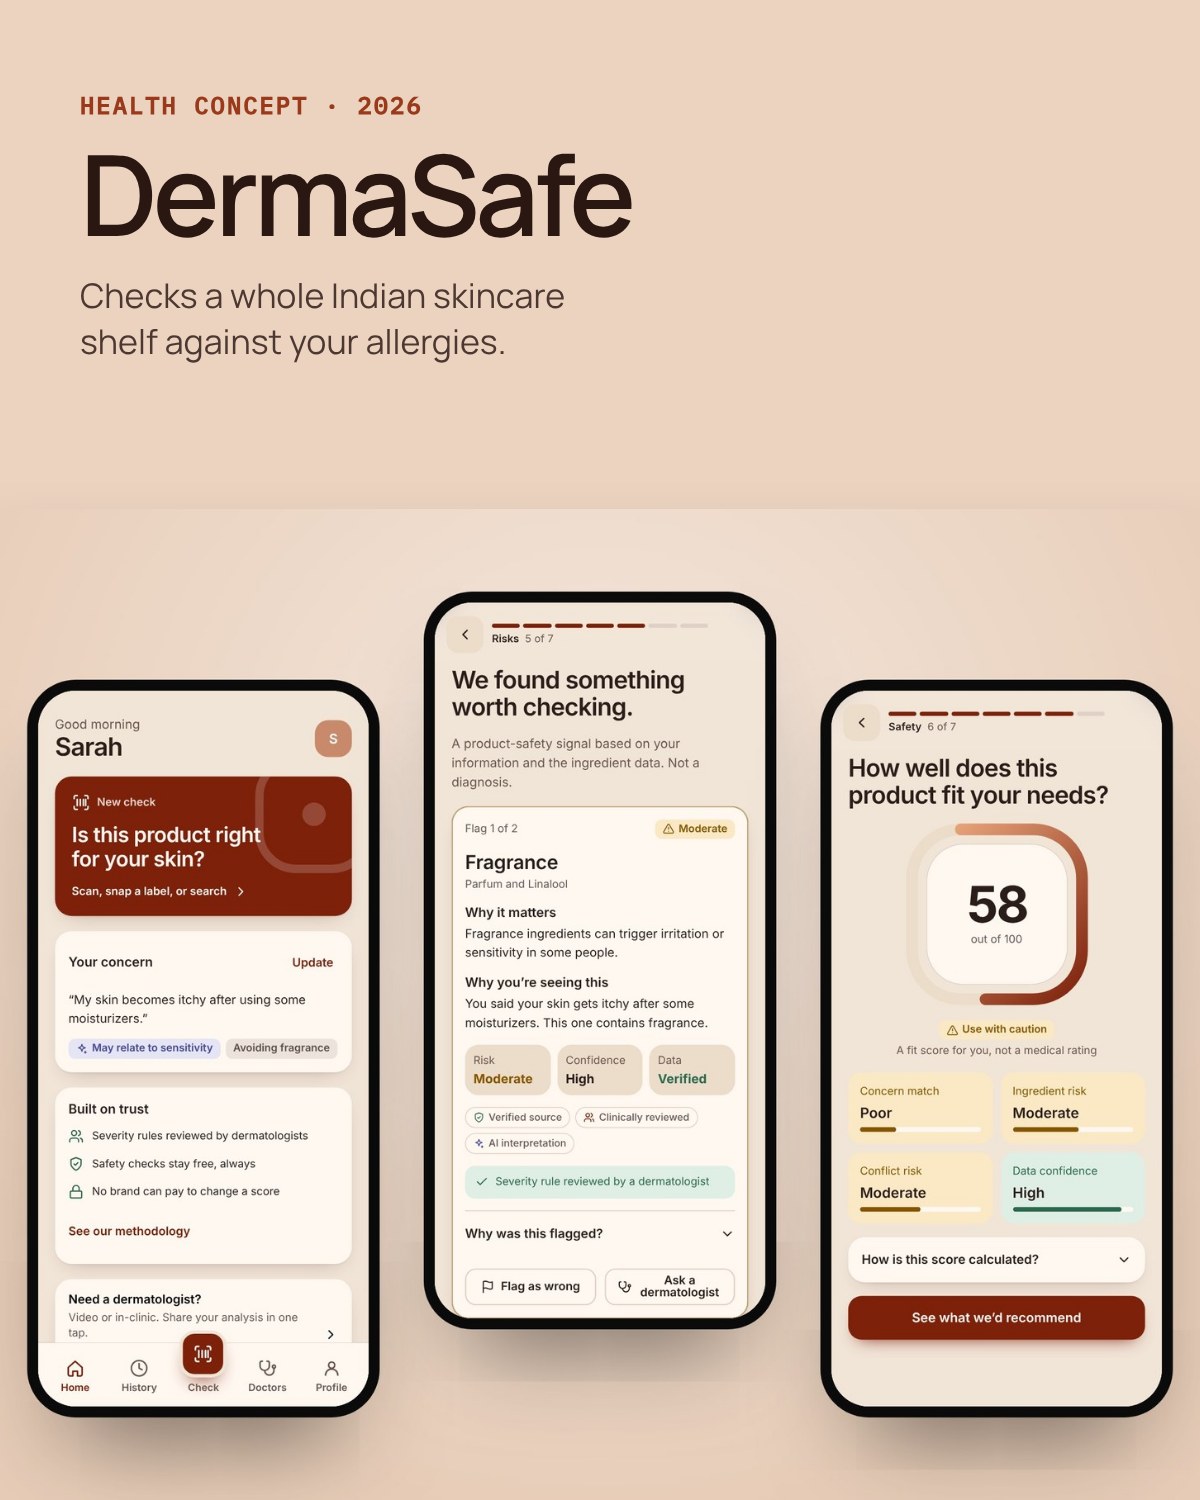 HEALTH CONCEPT · 2026
DermaSafe
Checks a whole Indian skincare
shelf against your allergies.
Good morning
Sarah
S
New check
Is this product right
for your skin?
Scan, snap a label, or search
Your concern
Update
“My skin becomes itchy after using some
moisturizers.”
May relate to sensitivity
Avoiding fragrance
Built on trust
Severity rules reviewed by dermatologists
Safety checks stay free, always
No brand can pay to change a score
See our methodology
Need a dermatologist?
Video or in-clinic. Share your analysis in one
tap.
Home
History
Check
Doctors
Profile
Risks 5 of 7
We found something
worth checking.
A product-safety signal based on your
information and the ingredient data. Not a
diagnosis.
Flag 1 of 2
Moderate
Fragrance
Parfum and Linalool
Why it matters
Fragrance ingredients can trigger irritation or
sensitivity in some people.
Why you’re seeing this
You said your skin gets itchy after some
moisturizers. This one contains fragrance.
Risk
Moderate
Confidence
High
Data
Verified
Verified source
Clinically reviewed
AI interpretation
Severity rule reviewed by a dermatologist
Why was this flagged?
Flag as wrong
Ask a
dermatologist
Safety 6 of 7
How well does this
product fit your needs?
58
out of 100
Use with caution
A fit score for you, not a medical rating
Concern match
Poor
Ingredient risk
Moderate
Conflict risk
Moderate
Data confidence
High
How is this score calculated?
See what we’d recommend